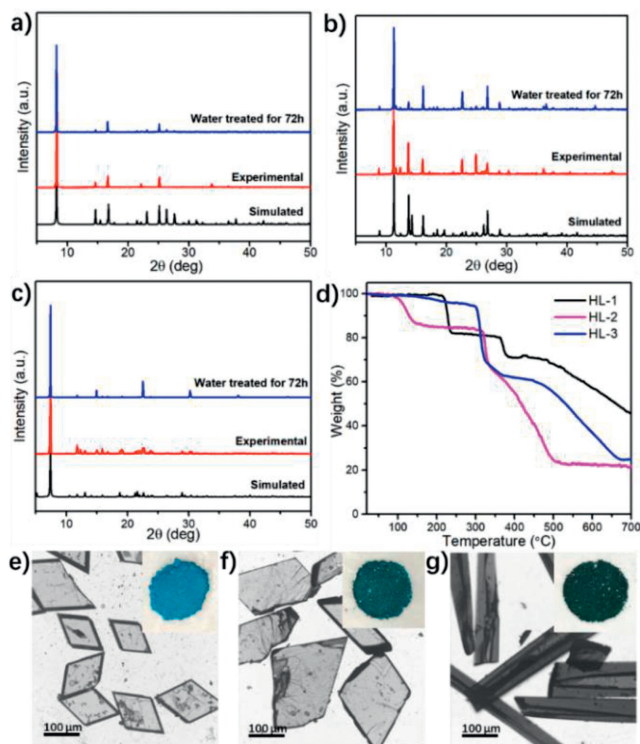 a)
Intensity (a.u.)
Water treated for 72h
Experimental
Simulated
10 20 30 40 50
2θ (deg)
b)
Intensity (a.u.)
Water treated for 72h
Experimental
Simulated
0 10 20 30 40 50
2θ (deg)
c)
Intensity (a.u.)
Water treated for 72h
Experimental
Simulated
10 20 30 40 50
2θ (deg)
d)
Weight (%)
100
80
60
40
20
0
HL-1
HL-2
HL-3
100 200 300 400 500 600 700
Temperature (°C)
e)
100 μm
f)
100 μm
g)
100 μm